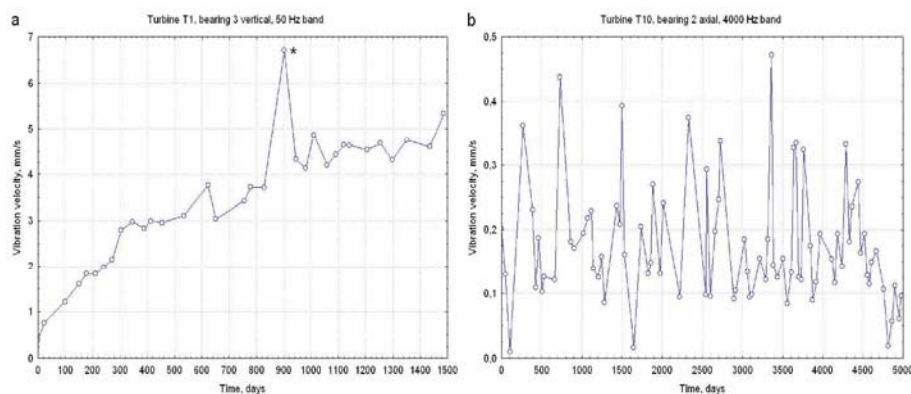 a
Turbine T1, bearing 3 vertical, 50 Hz band
Vibration velocity, mm/s
7
6
5
4
3
2
1
0
*
0 100 200 300 400 500 600 700 800 900 1000 1100 1200 1300 1400 1500
Time, days
b
Turbine T10, bearing 2 axial, 4000 Hz band
Vibration velocity, mm/s
0,5
0,4
0,3
0,2
0,1
0,0
0 500 1000 1500 2000 2500 3000 3500 4000 4500 5000
Time, days